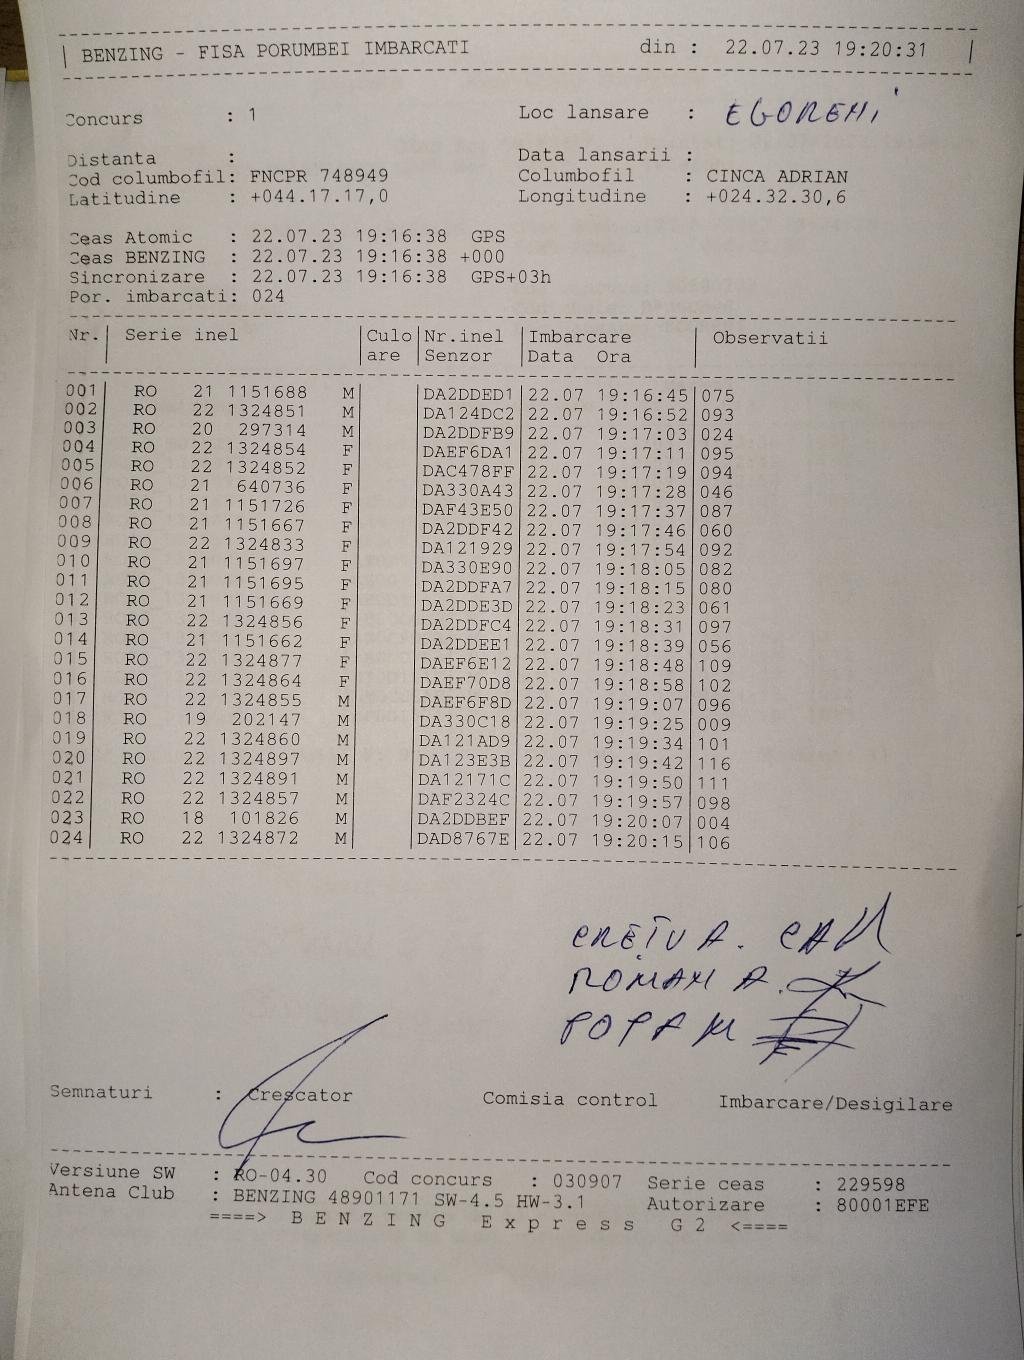 BENZING - FISA PORUMBEI IMBARCATI din : 22.07.23 19:20:31
Concurs : 1 Loc lansare : EGORENI
Distanta : Data lansarii :
Cod columbofil: FNCPR 748949 Columbofil : CINCA ADRIAN
Latitudine : +044.17.17,0 Longitudine : +024.32.30,6
Ceas Atomic : 22.07.23 19:16:38 GPS
Ceas BENZING : 22.07.23 19:16:38 +000
Sincronizare : 22.07.23 19:16:38 GPS+03h
Por. imbarcati: 024
Nr. Serie inel Culo Nr.inel Imbarcare Observatii
are Senzor Data Ora
001 RO 21 1151688 M DA2DDED1 22.07 19:16:45 075
002 RO 22 1324851 M DA124DC2 22.07 19:16:52 093
003 RO 20 297314 M DA2DDFB9 22.07 19:17:03 024
004 RO 22 1324854 F DAEF6DA1 22.07 19:17:11 095
005 RO 22 1324852 F DAC478FF 22.07 19:17:19 094
006 RO 21 640736 F DA330A43 22.07 19:17:28 046
007 RO 21 1151726 F DAF43E50 22.07 19:17:37 087
008 RO 21 1151667 F DA2DDF42 22.07 19:17:46 060
009 RO 22 1324833 F DA121929 22.07 19:17:54 092
010 RO 21 1151697 F DA330E90 22.07 19:18:05 082
011 RO 21 1151695 F DA2DDFA7 22.07 19:18:15 080
012 RO 21 1151669 F DA2DDE3D 22.07 19:18:23 061
013 RO 22 1324856 F DA2DDFC4 22.07 19:18:31 097
014 RO 21 1151662 F DA2DDEE1 22.07 19:18:39 056
015 RO 22 1324877 F DAEF6E12 22.07 19:18:48 109
016 RO 22 1324864 F DAEF70D8 22.07 19:18:58 102
017 RO 22 1324855 M DAEF6F8D 22.07 19:19:07 096
018 RO 19 202147 M DA330C18 22.07 19:19:25 009
019 RO 22 1324860 M DA121AD9 22.07 19:19:34 101
020 RO 22 1324897 M DA123E3B 22.07 19:19:42 116
021 RO 22 1324891 M DA12171C 22.07 19:19:50 111
022 RO 22 1324857 M DAF2324C 22.07 19:19:57 098
023 RO 18 101826 M DA2DDBEF 22.07 19:20:07 004
024 RO 22 1324872 M DAD8767E 22.07 19:20:15 106
CREȚU A.
ROMAN A.
POPA M
Semnaturi : Crescator Comisia control Imbarcare/Desigilare
Versiune SW : RO-04.30 Cod concurs : 030907 Serie ceas : 229598
Antena Club : BENZING 48901171 SW-4.5 HW-3.1 Autorizare : 80001EFE
====> B E N Z I N G E x p r e s s G 2 <====